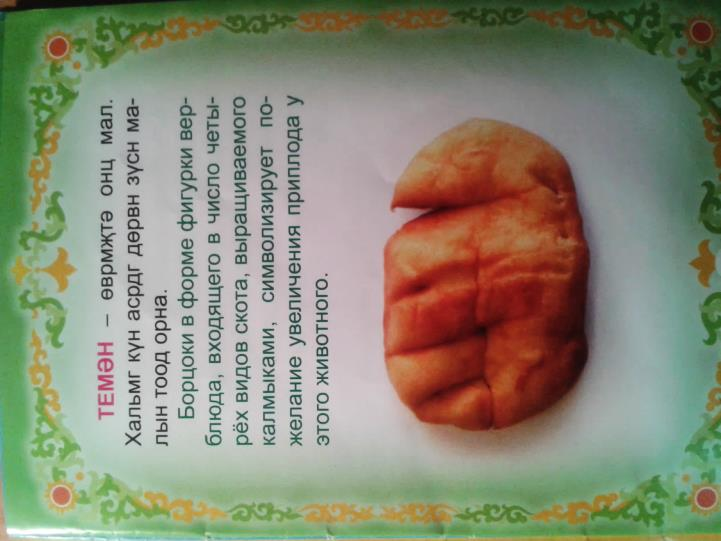 ТЕМӘН – өврмҗтә онц мал.
Хальмг күн асрдг дөрвн зүсн ма-
лын тоод орна.
Борцоки в форме фигурки вер-
блюда, входящего в число четы-
рёх видов скота, выращиваемого
калмыками, символизирует по-
желание увеличения приплода у
этого животного.